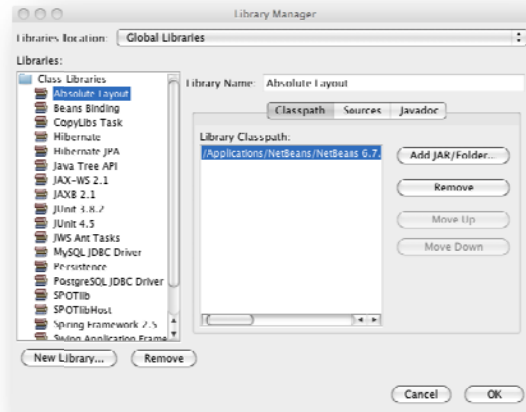 Library Manager
Libraries Location: Global Libraries
Libraries:
Class Libraries
Absolute Layout
Beans Binding
CopyLibs Task
Hibernate
Hibernate JPA
Java Tree API
JAX-WS 2.1
JAXB 2.1
JUnit 3.8.2
JUnit 4.5
JWS Ant Tasks
MySQL JDBC Driver
Persistence
PostgreSQL JDBC Driver
SPOTlib
SPOTlibHost
Spring Framework 2.5
Swing Application Frame
New Library... Remove
Library Name: Absolute Layout
Classpath Sources Javadoc
Library Classpath:
/Applications/NetBeans/NetBeans 6.7.
Add JAR/Folder...
Remove
Move Up
Move Down
Cancel OK